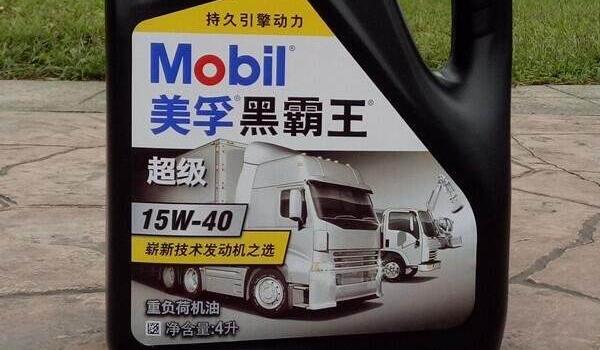 持久引擎动力
Mobil®
美孚®黑霸王®
超级
15W-40
崭新技术发动机之选
重负荷机油
净含量:4升